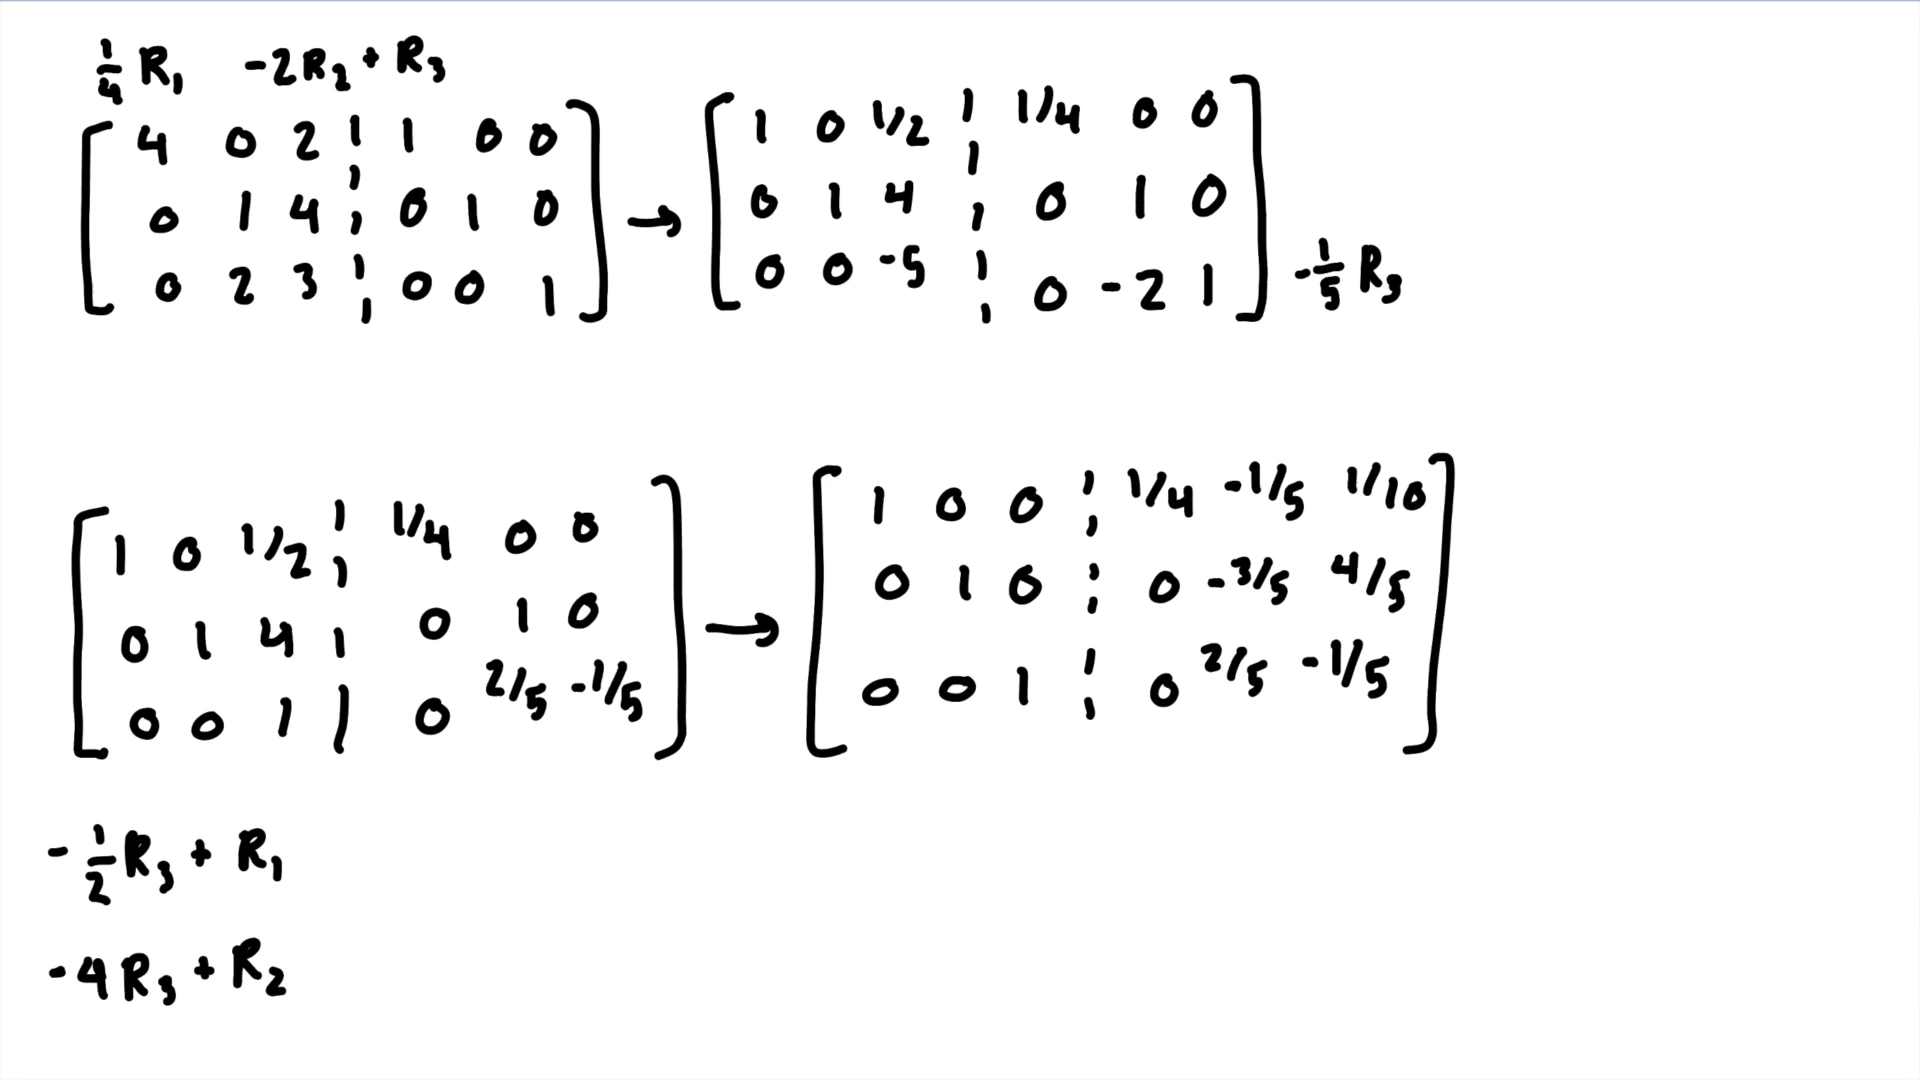 1/4 R₁ -2R₂ + R₃
[ 4 0 2 ¦ 1 0 0 ] → [ 1 0 1/2 ¦ 1/4 0 0 ]
[ 0 1 4 ¦ 0 1 0 ] [ 0 1 4 ¦ 0 1 0 ]
[ 0 2 3 ¦ 0 0 1 ] [ 0 0 -5 ¦ 0 -2 1 ] -1/5 R₃
[ 1 0 1/2 ¦ 1/4 0 0 ] → [ 1 0 0 ¦ 1/4 -1/5 1/10 ]
[ 0 1 4 ¦ 0 1 0 ] [ 0 1 0 ¦ 0 -3/5 4/5 ]
[ 0 0 1 | 0 2/5 -1/5 ] [ 0 0 1 ¦ 0 2/5 -1/5 ]
-1/2 R₃ + R₁
-4R₃ + R₂